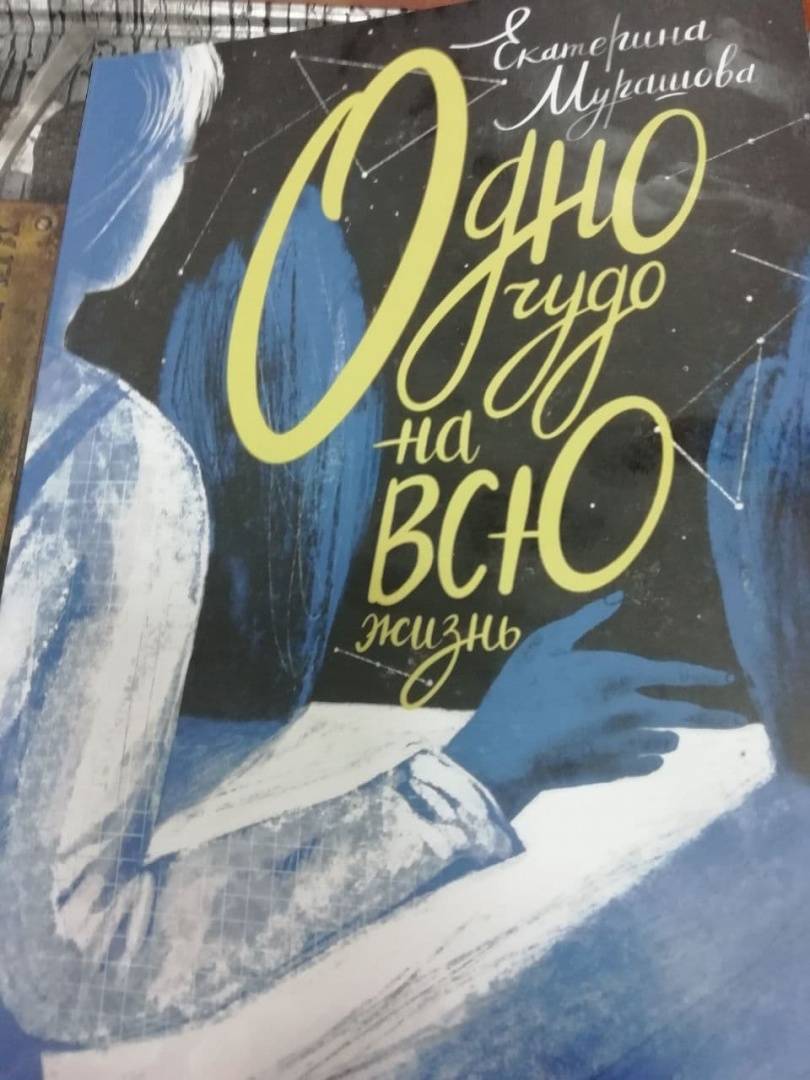 Екатерина
Мурашова
Одно
чудо
на
всю
жизнь